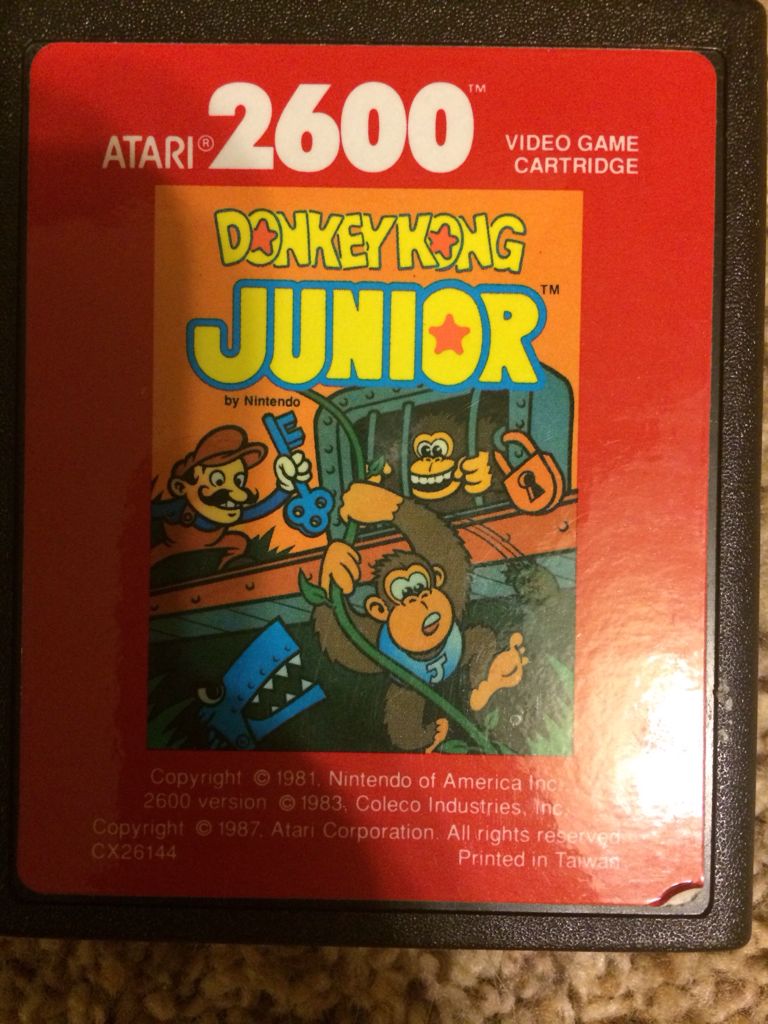 ATARI® 2600™ VIDEO GAME
CARTRIDGE
DONKEY KONG
JUNIOR™
by Nintendo
J
Copyright © 1981, Nintendo of America Inc.
2600 version © 1983, Coleco Industries, Inc.
Copyright © 1987, Atari Corporation. All rights reserved
CX26144 Printed in Taiwan